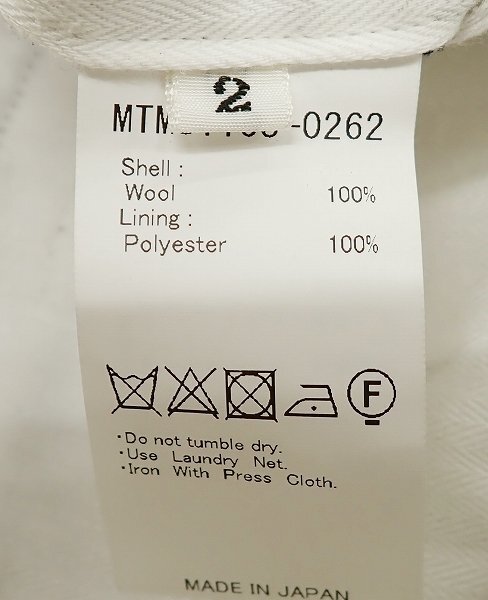 2
-0262
Shell :
Wool 100%
Lining :
Polyester 100%
F
·Do not tumble dry.
·Use Laundry Net.
·Iron With Press Cloth.
MADE IN JAPAN